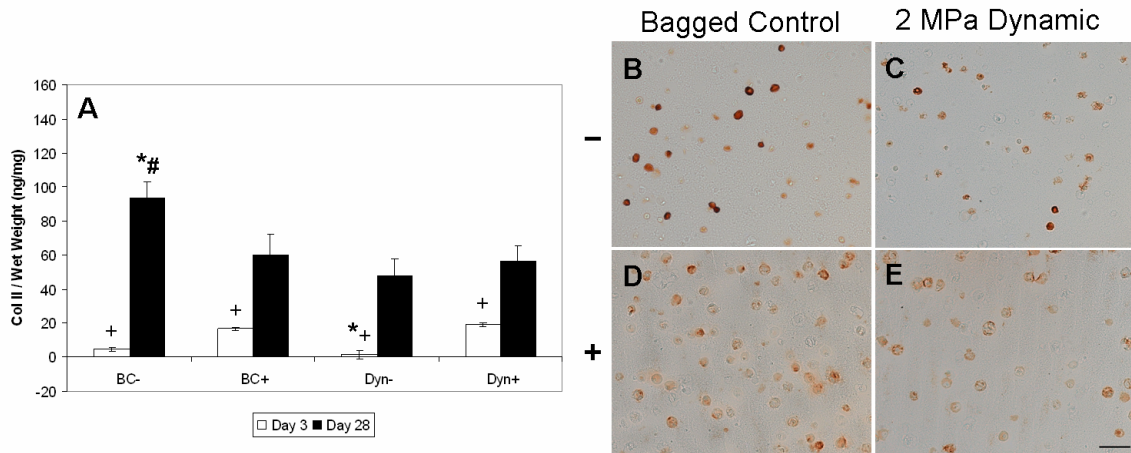 Bagged Control 2 MPa Dynamic
A
B
C
D
E
−
+
Col II / Wet Weight (ng/mg)
160
140
120
100
80
60
40
20
0
-20
*#
+
+
*+
+
BC- BC+ Dyn- Dyn+
Day 3 Day 28